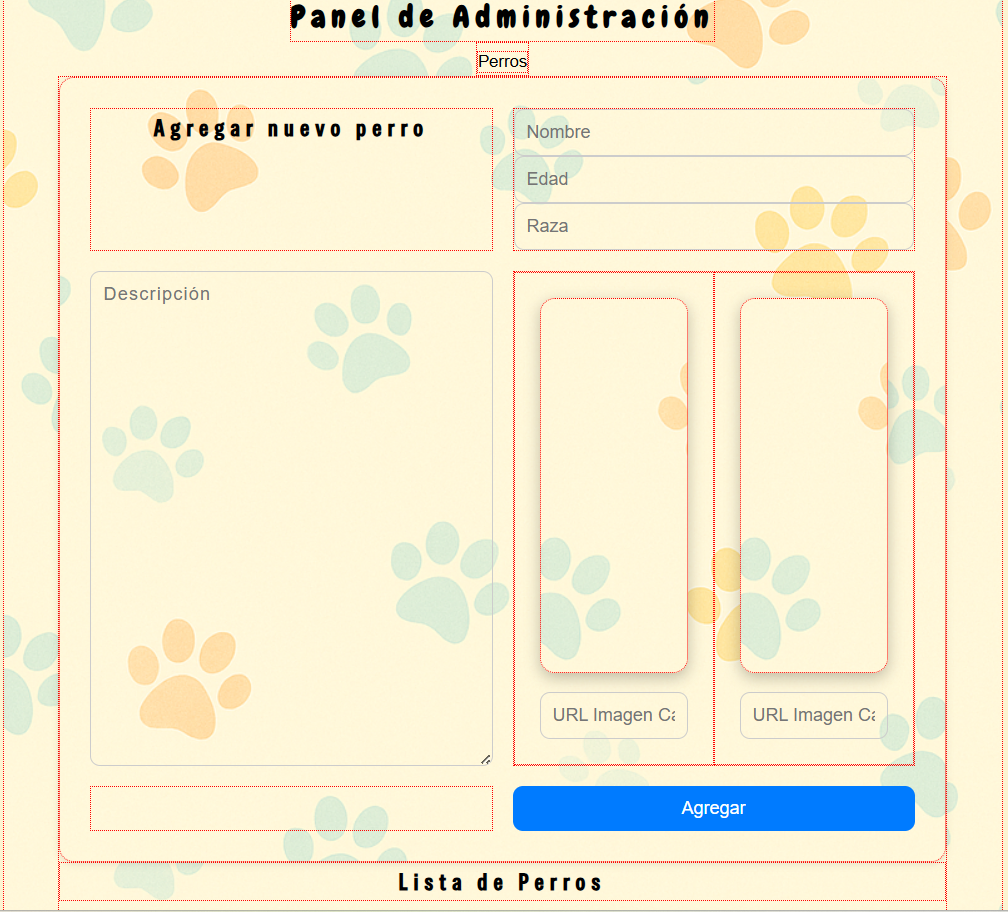 Panel de Administración
Perros
Agregar nuevo perro
Nombre
Edad
Raza
Descripción
URL Imagen Ca
URL Imagen Ca
Agregar
Lista de Perros